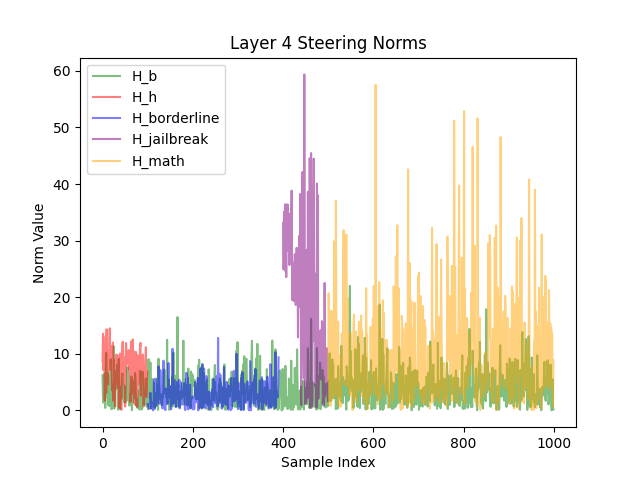 Layer 4 Steering Norms
H_b
H_h
H_borderline
H_jailbreak
H_math
Norm Value
60
50
40
30
20
10
0
0 200 400 600 800 1000
Sample Index